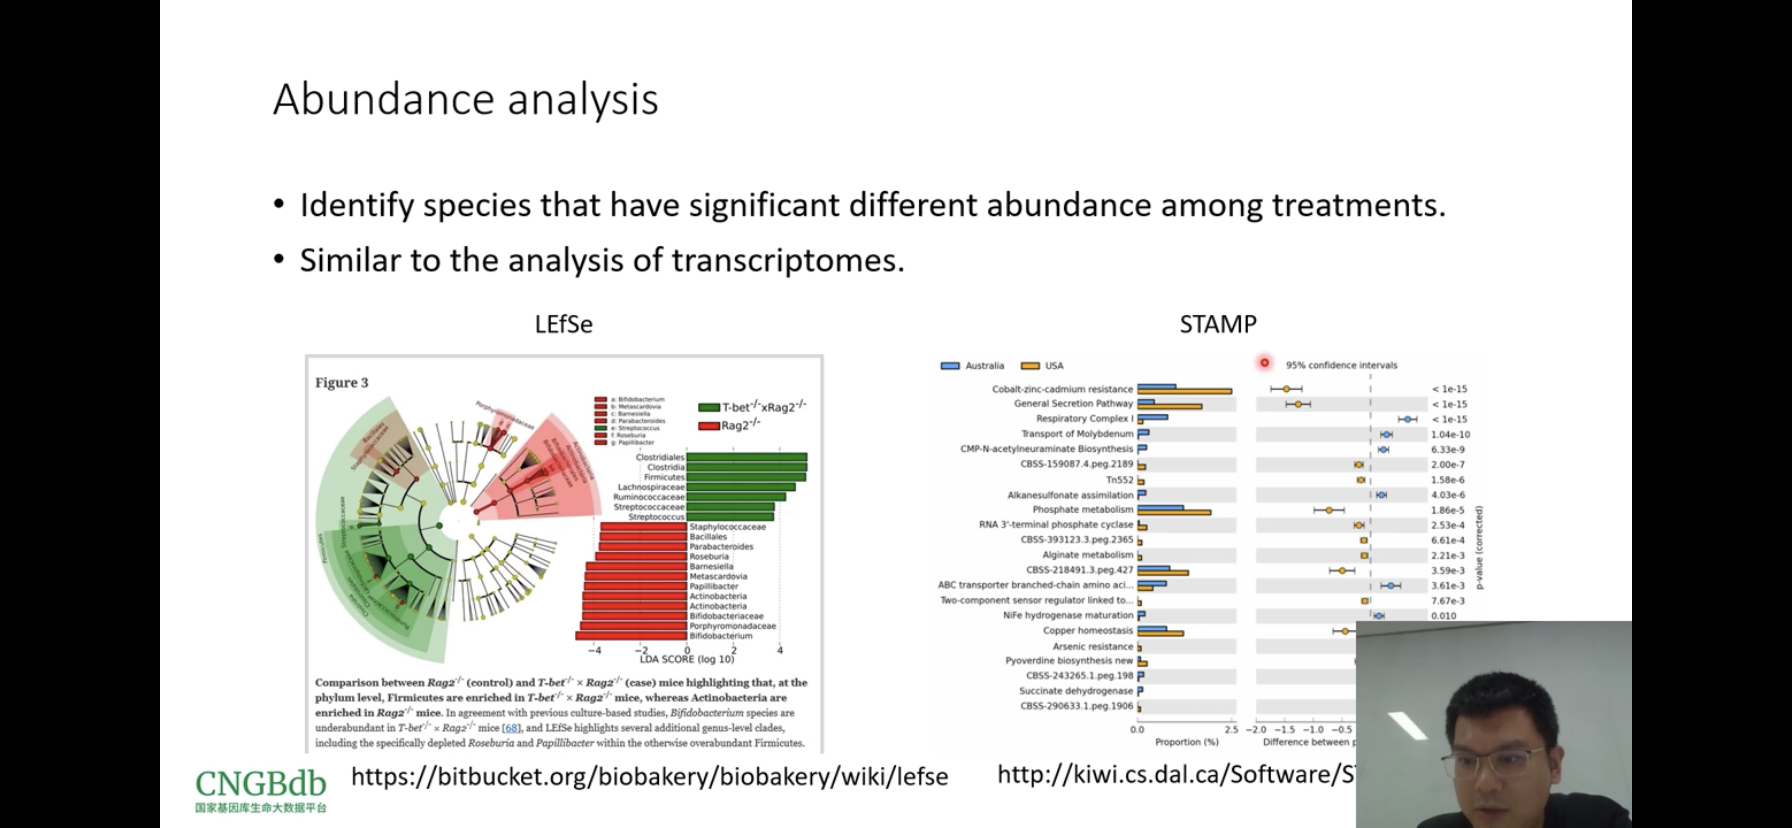 Abundance analysis
• Identify species that have significant different abundance among treatments.
• Similar to the analysis of transcriptomes.
LEfSe
Figure 3
Porphyromonadaceae
Bacillales
a: Bifidobacterium
b: Metascardovia
c: Barnesiella
d: Parabacteroides
e: Streptococcus
f: Roseburia
g: Papillibacter
T-bet-/-xRag2-/-
Rag2-/-
Clostridiales
Clostridia
Firmicutes
Lachnospiraceae
Ruminococcaceae
Streptococcaceae
Streptococcus
Staphylococcaceae
Bacillales
Parabacteroides
Roseburia
Barnesiella
Metascardovia
Papillibacter
Actinobacteria
Actinobacteria
Bifidobacteriaceae
Porphyromonadaceae
Bifidobacterium
−4 −2 0 2 4
LDA SCORE (log 10)
Comparison between Rag2-/- (control) and T-bet-/- × Rag2-/- (case) mice highlighting that, at the
phylum level, Firmicutes are enriched in T-bet-/- × Rag2-/- mice, whereas Actinobacteria are
enriched in Rag2-/- mice. In agreement with previous culture-based studies, Bifidobacterium species are
underabundant in T-bet-/- × Rag2-/- mice [68], and LEfSe highlights several additional genus-level clades,
including the specifically depleted Roseburia and Papillibacter within the otherwise overabundant Firmicutes.
STAMP
Australia USA 95% confidence intervals
Cobalt-zinc-cadmium resistance < 1e-15
General Secretion Pathway < 1e-15
Respiratory Complex I < 1e-15
Transport of Molybdenum 1.04e-10
CMP-N-acetylneuraminate Biosynthesis 6.33e-9
CBSS-159087.4.peg.2189 2.00e-7
Tn552 1.58e-6
Alkanesulfonate assimilation 4.03e-6
Phosphate metabolism 1.86e-5
RNA 3'-terminal phosphate cyclase 2.53e-4
CBSS-393123.3.peg.2365 6.61e-4
Alginate metabolism 2.21e-3
CBSS-218491.3.peg.427 3.59e-3
ABC transporter branched-chain amino aci... 3.61e-3
Two-component sensor regulator linked to... 7.67e-3
NiFe hydrogenase maturation 0.010
Copper homeostasis
Arsenic resistance
Pyoverdine biosynthesis new
CBSS-243265.1.peg.198
Succinate dehydrogenase
CBSS-290633.1.peg.1906
p-value (corrected)
0.0 2.5 −2.0 −1.5 −1.0 −0.5
Proportion (%) Difference between p
CNGBdb
国家基因库生命大数据平台
https://bitbucket.org/biobakery/biobakery/wiki/lefse
http://kiwi.cs.dal.ca/Software/S